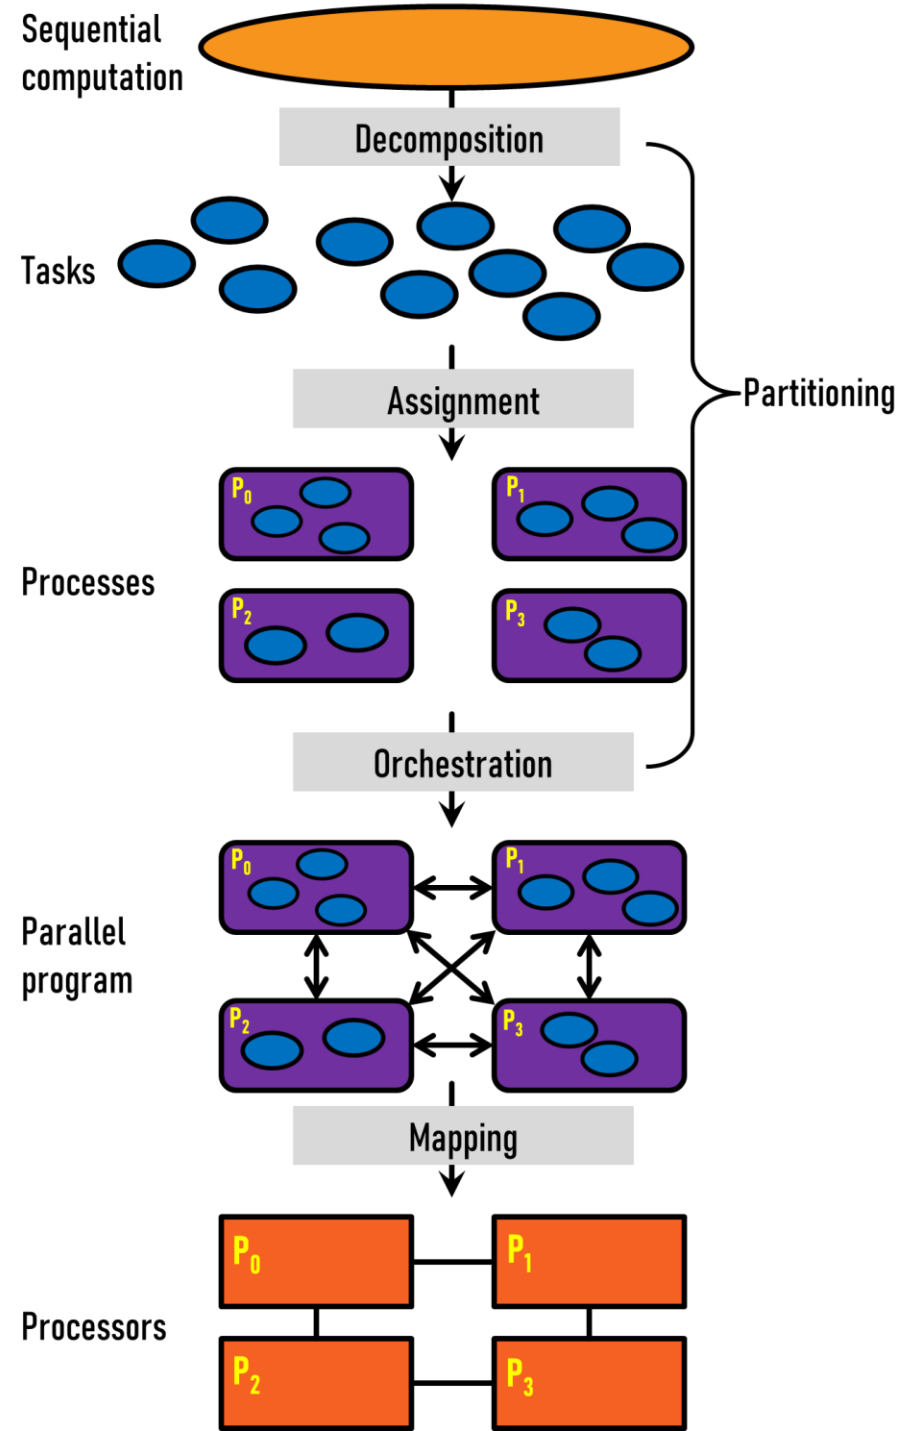 Sequential
computation
Decomposition
Tasks
Assignment
Partitioning
P₀
P₁
Processes
P₂
P₃
Orchestration
P₀
P₁
Parallel
program
P₂
P₃
Mapping
P₀
P₁
Processors
P₂
P₃